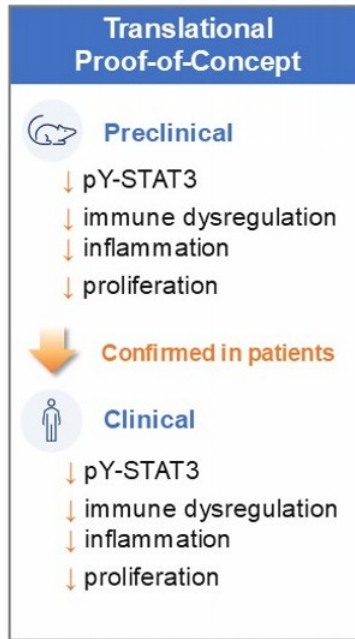 Translational
Proof-of-Concept
Preclinical
↓ pY-STAT3
↓ immune dysregulation
↓ inflammation
↓ proliferation
Confirmed in patients
Clinical
↓ pY-STAT3
↓ immune dysregulation
↓ inflammation
↓ proliferation